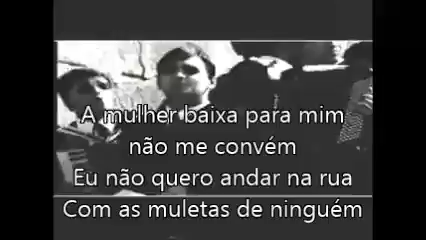 A mulher baixa para mim
não me convém
Eu não quero andar na rua
Com as muletas de ninguém